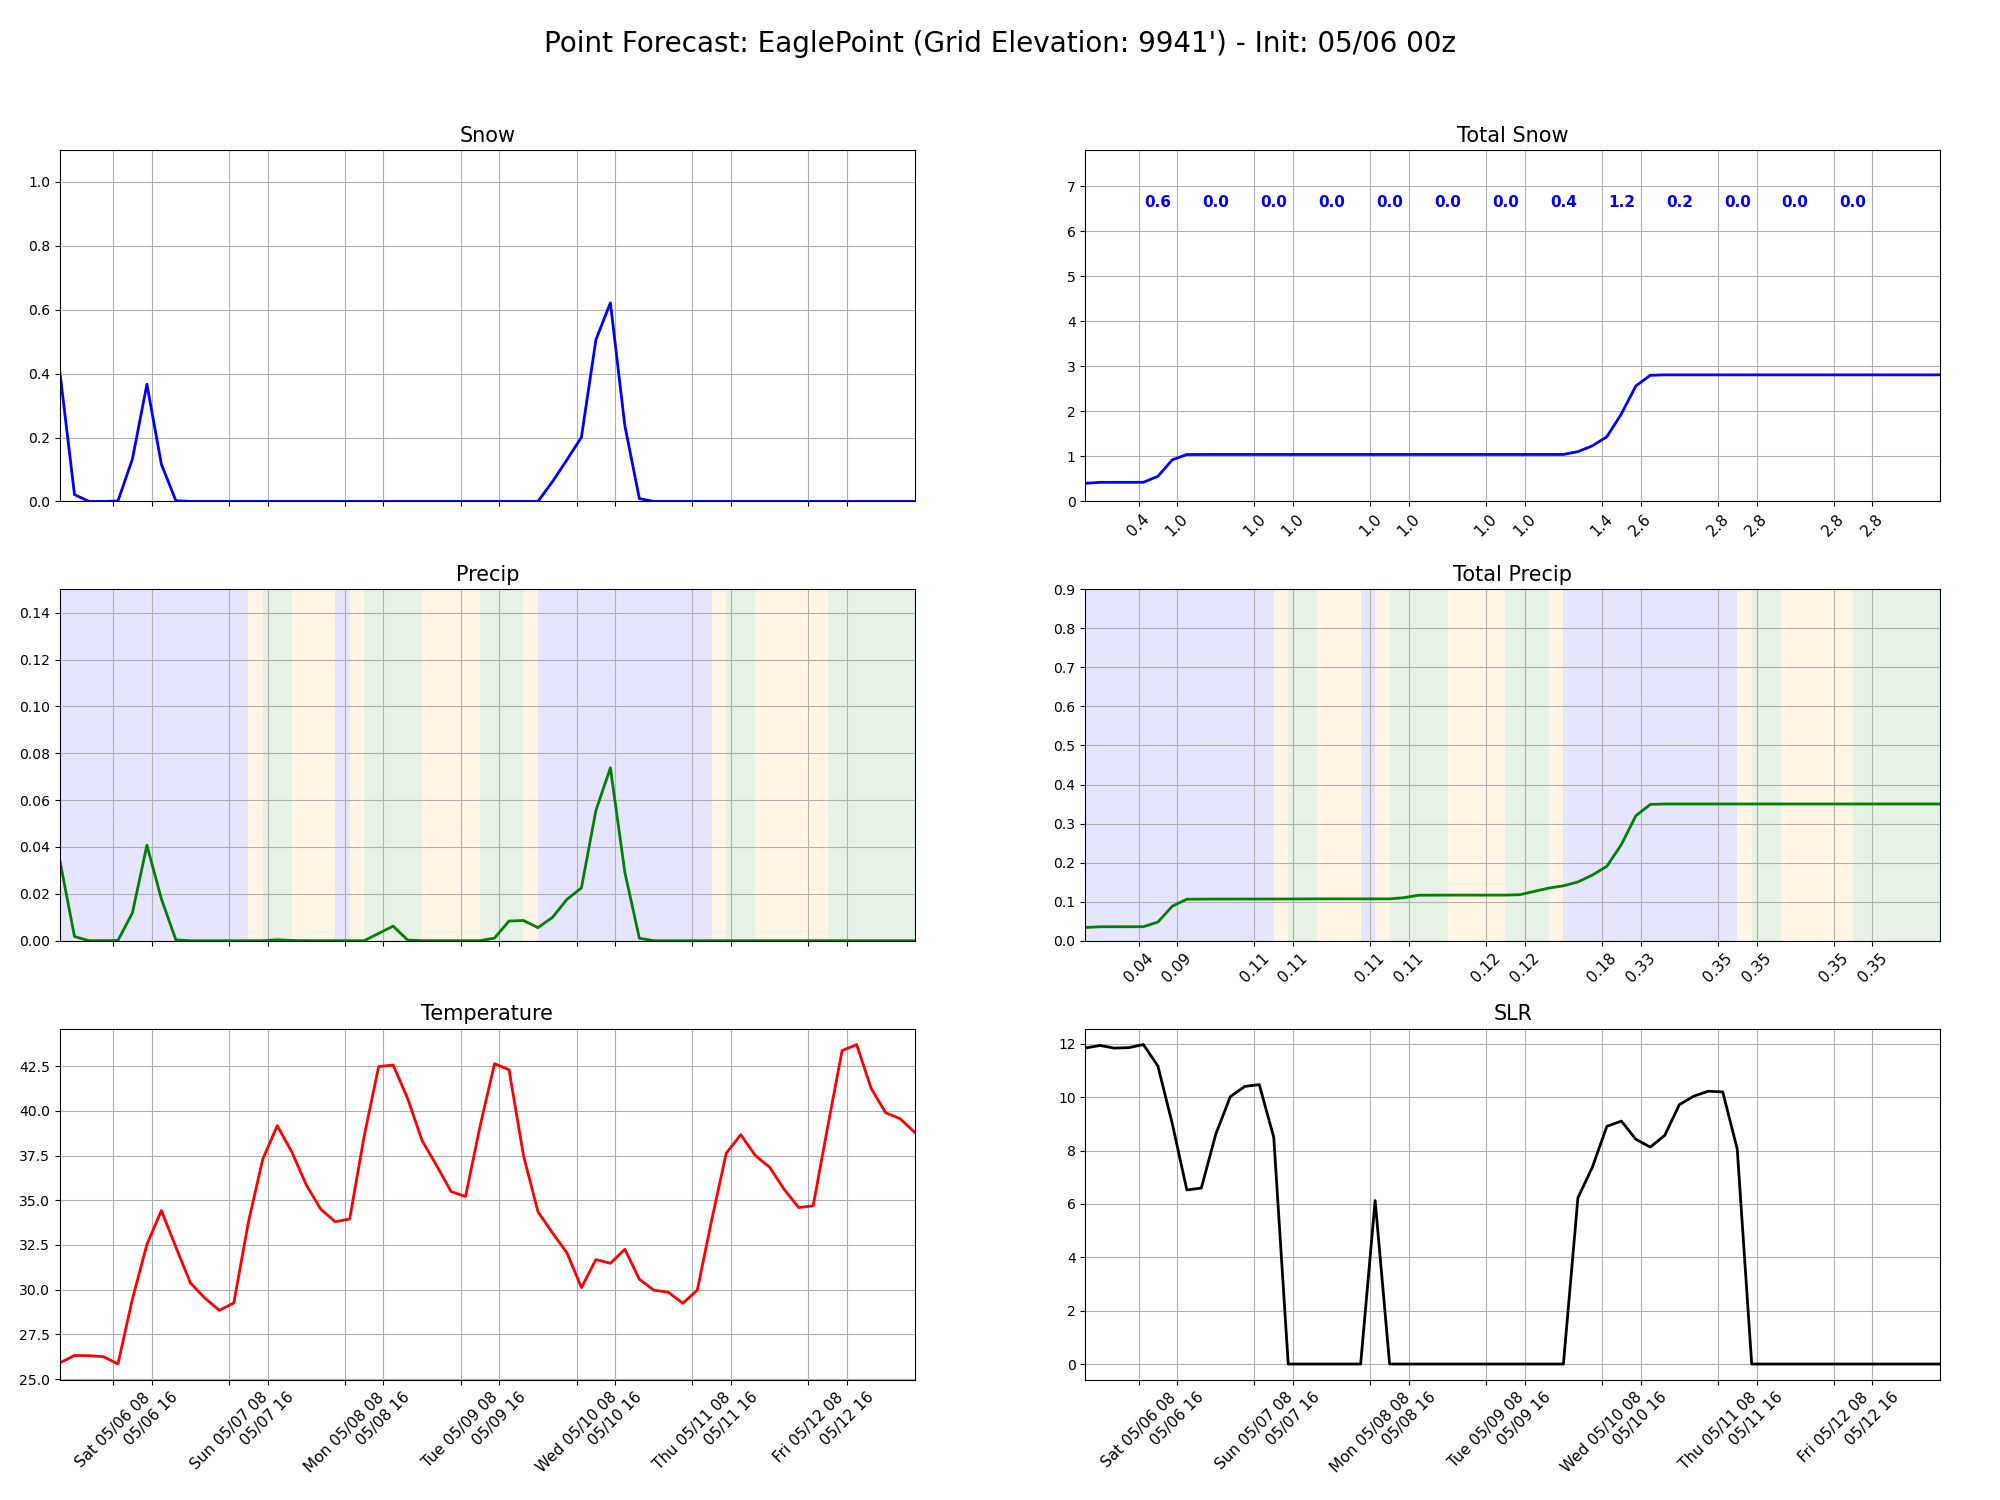 Point Forecast: EaglePoint (Grid Elevation: 9941') - Init: 05/06 00z
Snow
1.0
0.8
0.6
0.4
0.2
0.0
Total Snow
7
6
5
4
3
2
1
0
0.6 0.0 0.0 0.0 0.0 0.0 0.0 0.4 1.2 0.2 0.0 0.0 0.0
0.4 1.0 1.0 1.0 1.0 1.0 1.0 1.0 1.4 2.6 2.8 2.8 2.8 2.8
Precip
0.14
0.12
0.10
0.08
0.06
0.04
0.02
0.00
Total Precip
0.9
0.8
0.7
0.6
0.5
0.4
0.3
0.2
0.1
0.0
0.04 0.09 0.11 0.11 0.11 0.11 0.12 0.12 0.18 0.33 0.35 0.35 0.35 0.35
Temperature
42.5
40.0
37.5
35.0
32.5
30.0
27.5
25.0
Sat 05/06 08
05/06 16
Sun 05/07 08
05/07 16
Mon 05/08 08
05/08 16
Tue 05/09 08
05/09 16
Wed 05/10 08
05/10 16
Thu 05/11 08
05/11 16
Fri 05/12 08
05/12 16
SLR
12
10
8
6
4
2
0
Sat 05/06 08
05/06 16
Sun 05/07 08
05/07 16
Mon 05/08 08
05/08 16
Tue 05/09 08
05/09 16
Wed 05/10 08
05/10 16
Thu 05/11 08
05/11 16
Fri 05/12 08
05/12 16